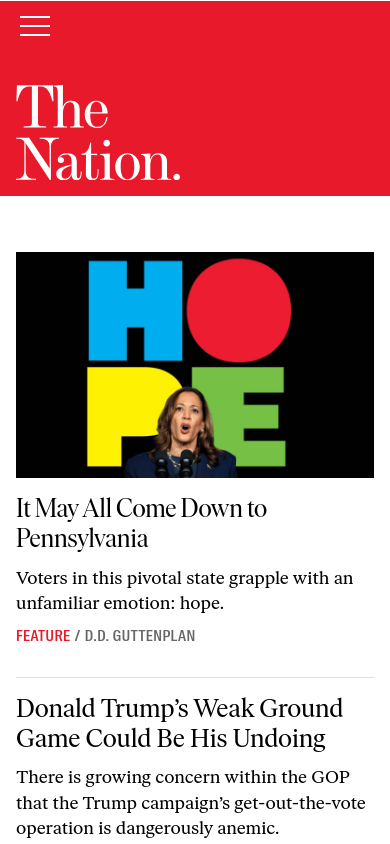 The
Nation.
HO
PE
It May All Come Down to
Pennsylvania
Voters in this pivotal state grapple with an
unfamiliar emotion: hope.
FEATURE / D.D. GUTTENPLAN
Donald Trump’s Weak Ground
Game Could Be His Undoing
There is growing concern within the GOP
that the Trump campaign’s get-out-the-vote
operation is dangerously anemic.